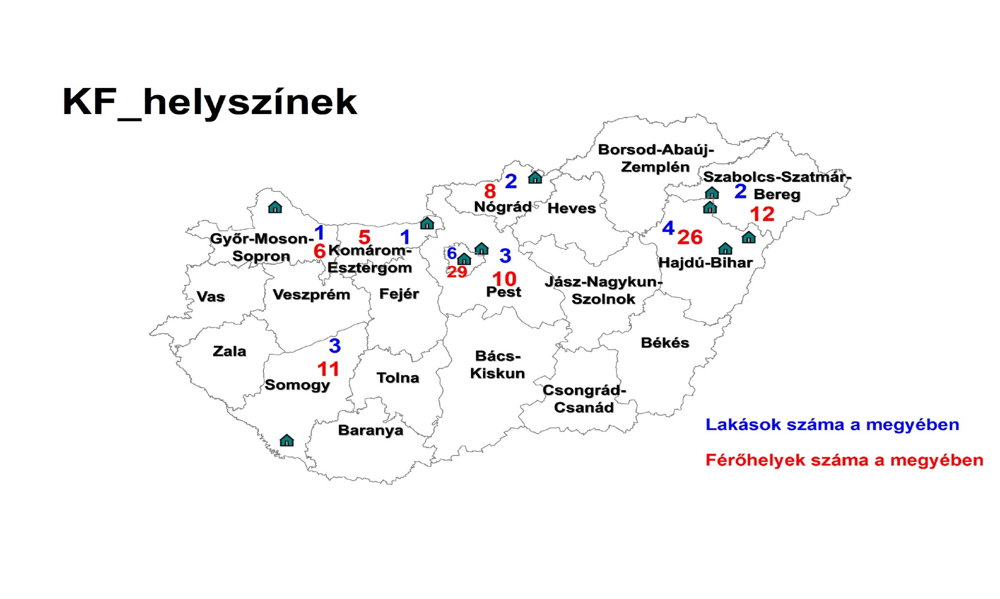 KF_helyszínek
Borsod-Abaúj-
Zemplén
Szabolcs-Szatmár-
2 Bereg
12
2
8
Nógrád
Heves
4 26
Hajdú-Bihar
1
Győr-Moson-
Sopron
6
5 1
Komárom-
Esztergom
6
29
3
10
Pest
Jász-Nagykun-
Szolnok
Vas
Veszprém
Fejér
Zala
3
11
Somogy
Tolna
Bács-
Kiskun
Békés
Csongrád-
Csanád
Baranya
Lakások száma a megyében
Férőhelyek száma a megyében